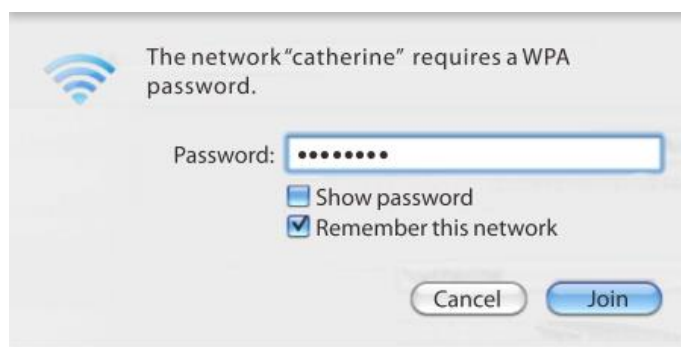 The network “catherine” requires a WPA
password.
Password: ••••••••
Show password
Remember this network
Cancel Join